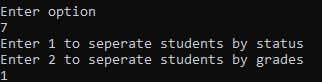 Enter option
7
Enter 1 to seperate students by status
Enter 2 to seperate students by grades
1